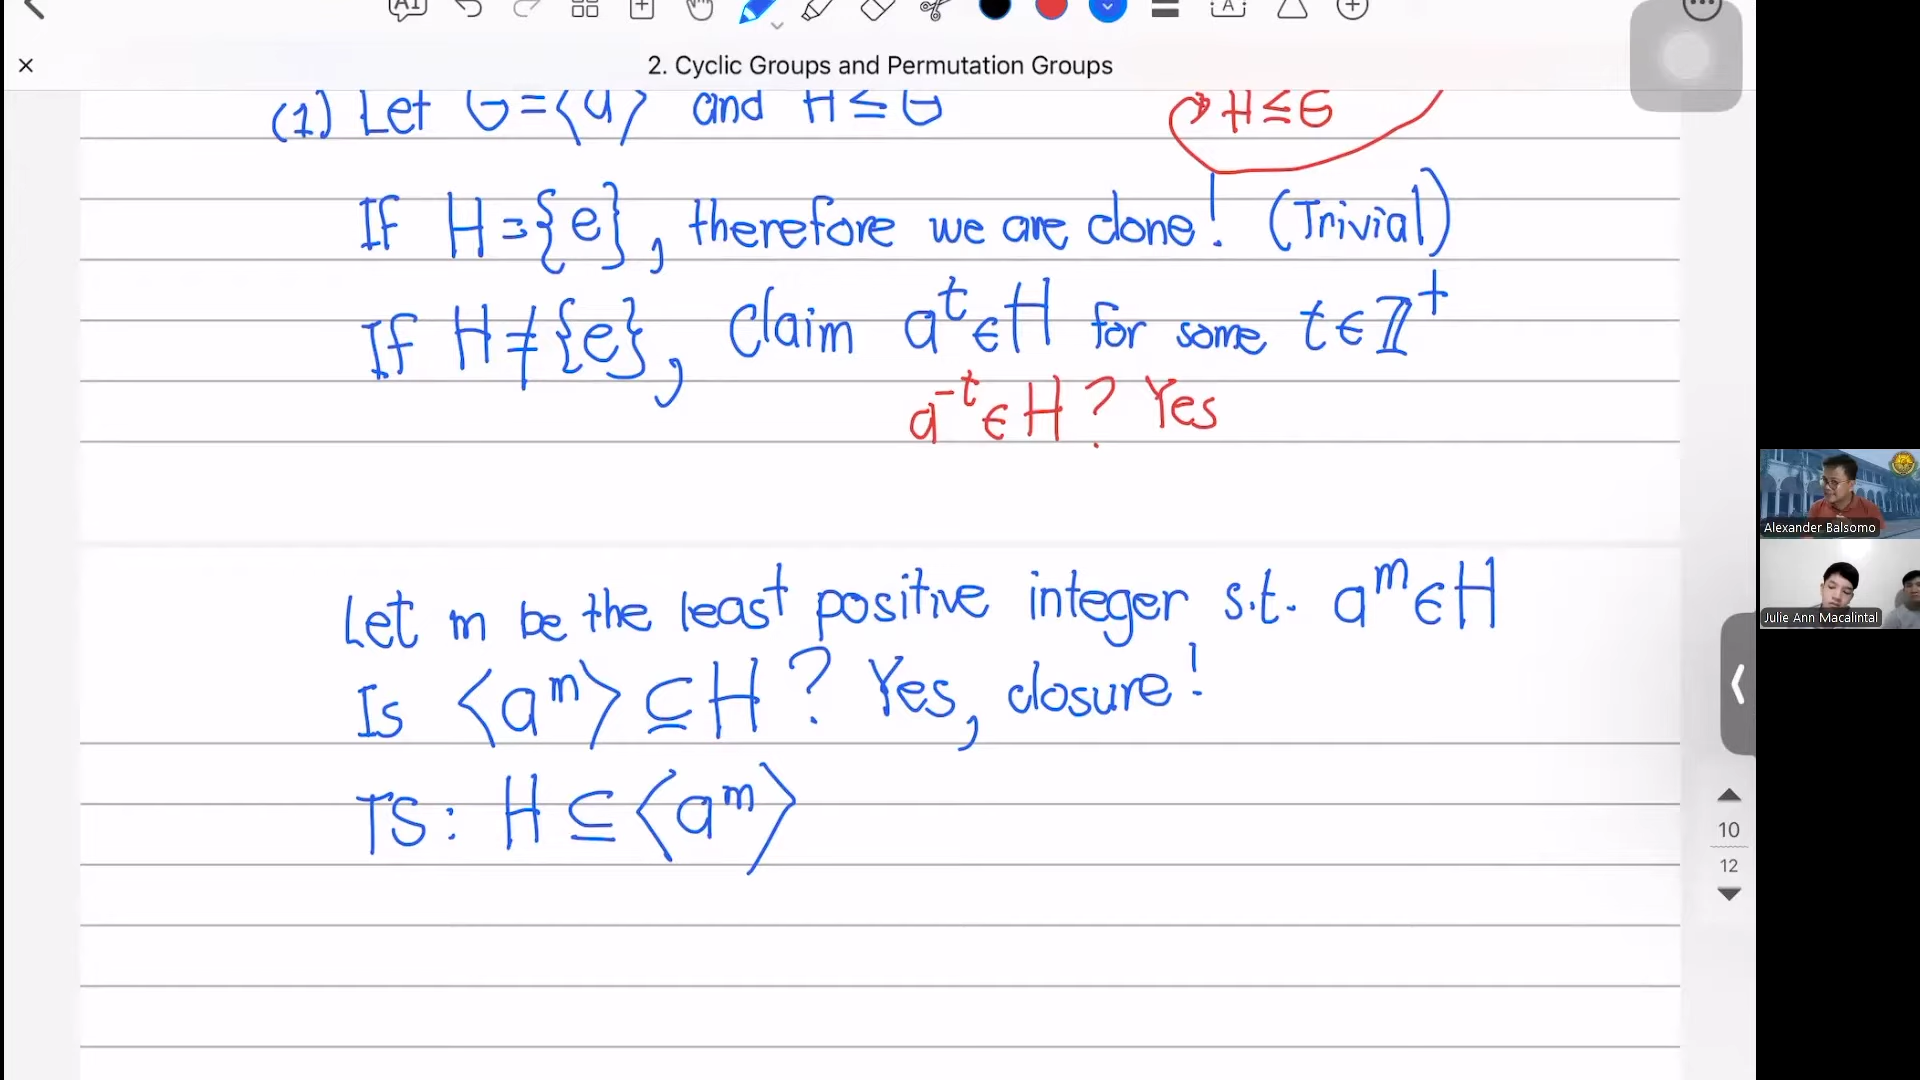 2. Cyclic Groups and Permutation Groups
(1) Let G=⟨a⟩ and H≤G
H≤G
If H={e}, therefore we are done! (Trivial)
If H≠{e}, Claim a^t∈H for some t∈ℤ^+
a^-t∈H? Yes
Let m be the least positive integer s.t. a^m∈H
Is ⟨a^m⟩⊆H? Yes, closure!
TS: H⊆⟨a^m⟩
Alexander Balsomo
Julie Ann Macalintal
10
12